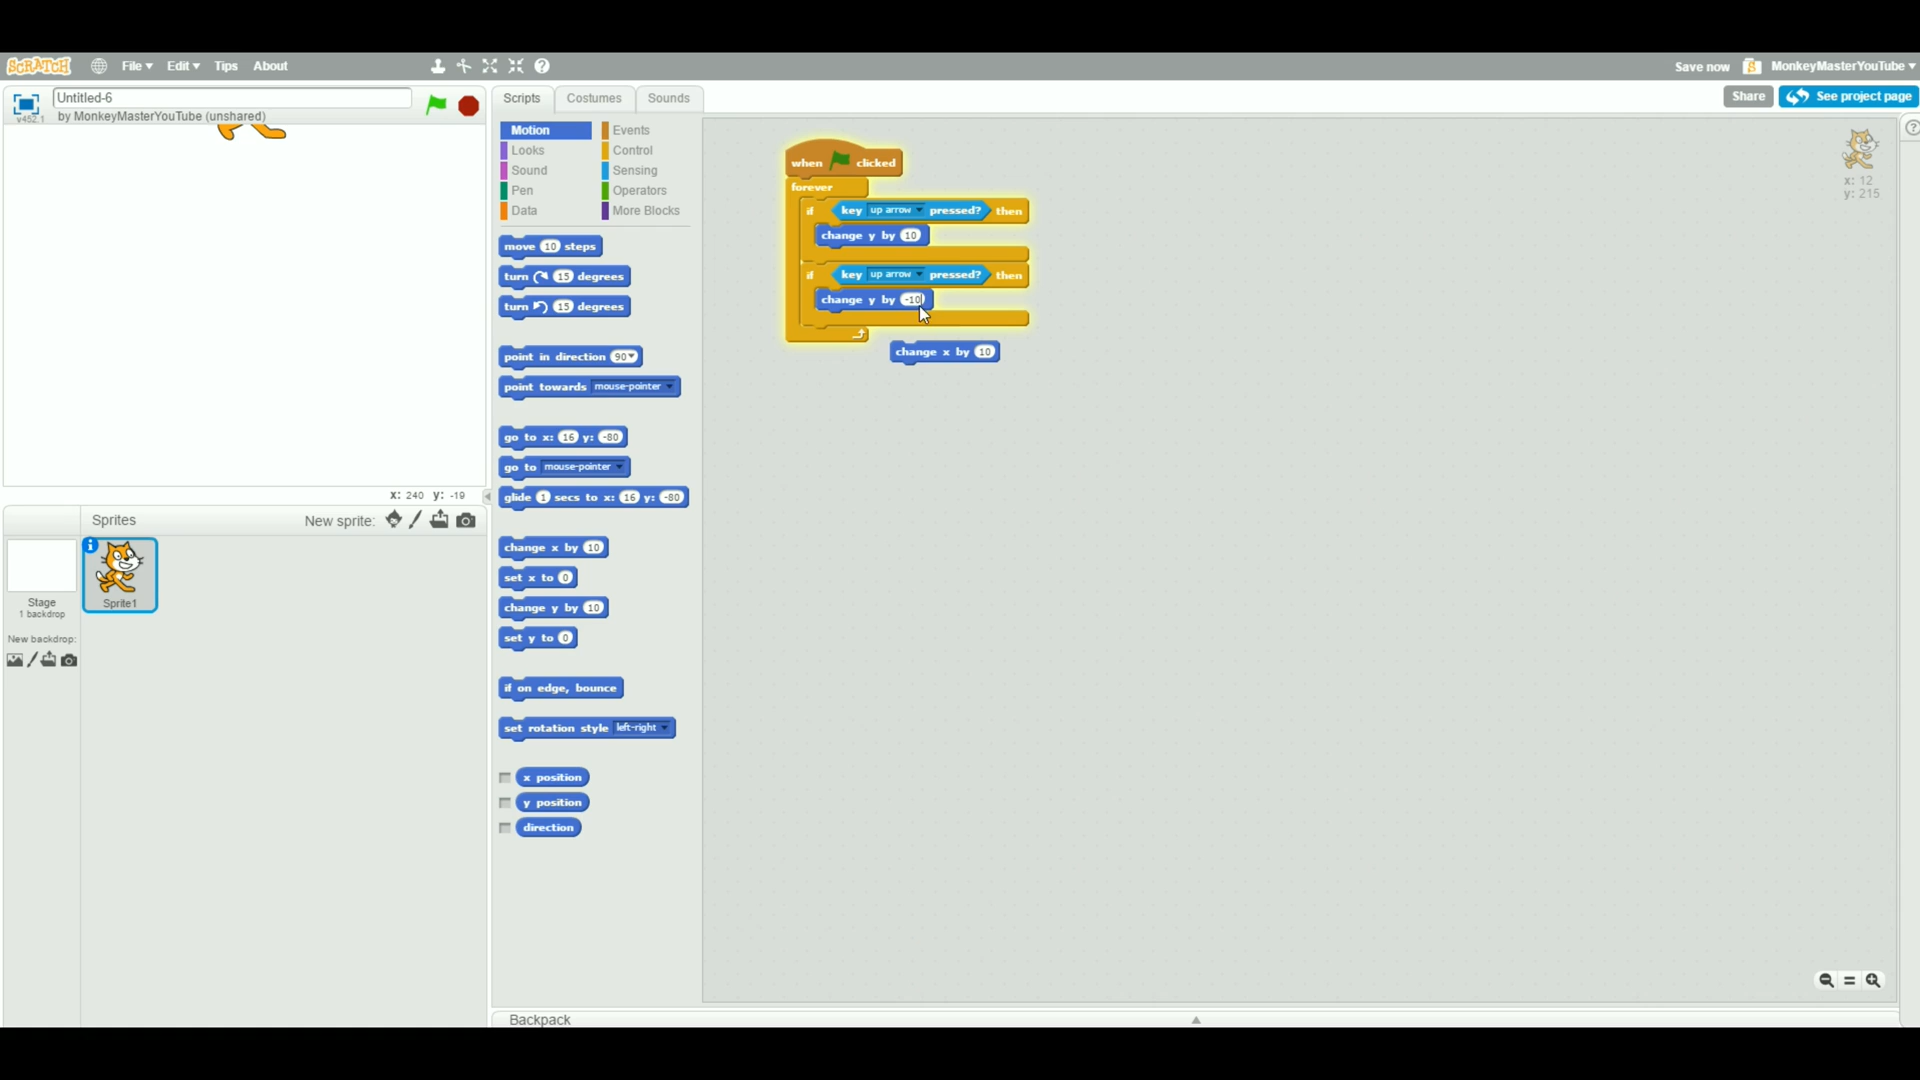 SCRATCH File Edit Tips About Save now MonkeyMasterYouTube
v452.1 Untitled-6
by MonkeyMasterYouTube (unshared)
Scripts Costumes Sounds Share See project page
Motion Events
Looks Control
Sound Sensing
Pen Operators
Data More Blocks
move 10 steps
turn 15 degrees
turn 15 degrees
point in direction 90
point towards mouse-pointer
go to x: 16 y: -80
go to mouse-pointer
glide 1 secs to x: 16 y: -80
change x by 10
set x to 0
change y by 10
set y to 0
if on edge, bounce
set rotation style left-right
x position
y position
direction
when clicked
forever
if key up arrow pressed? then
change y by 10
if key up arrow pressed? then
change y by -10
change x by 10
x: 12
y: 215
X: 240 y: -19
Sprites New sprite:
Sprite1
Stage
1 backdrop
New backdrop:
Backpack